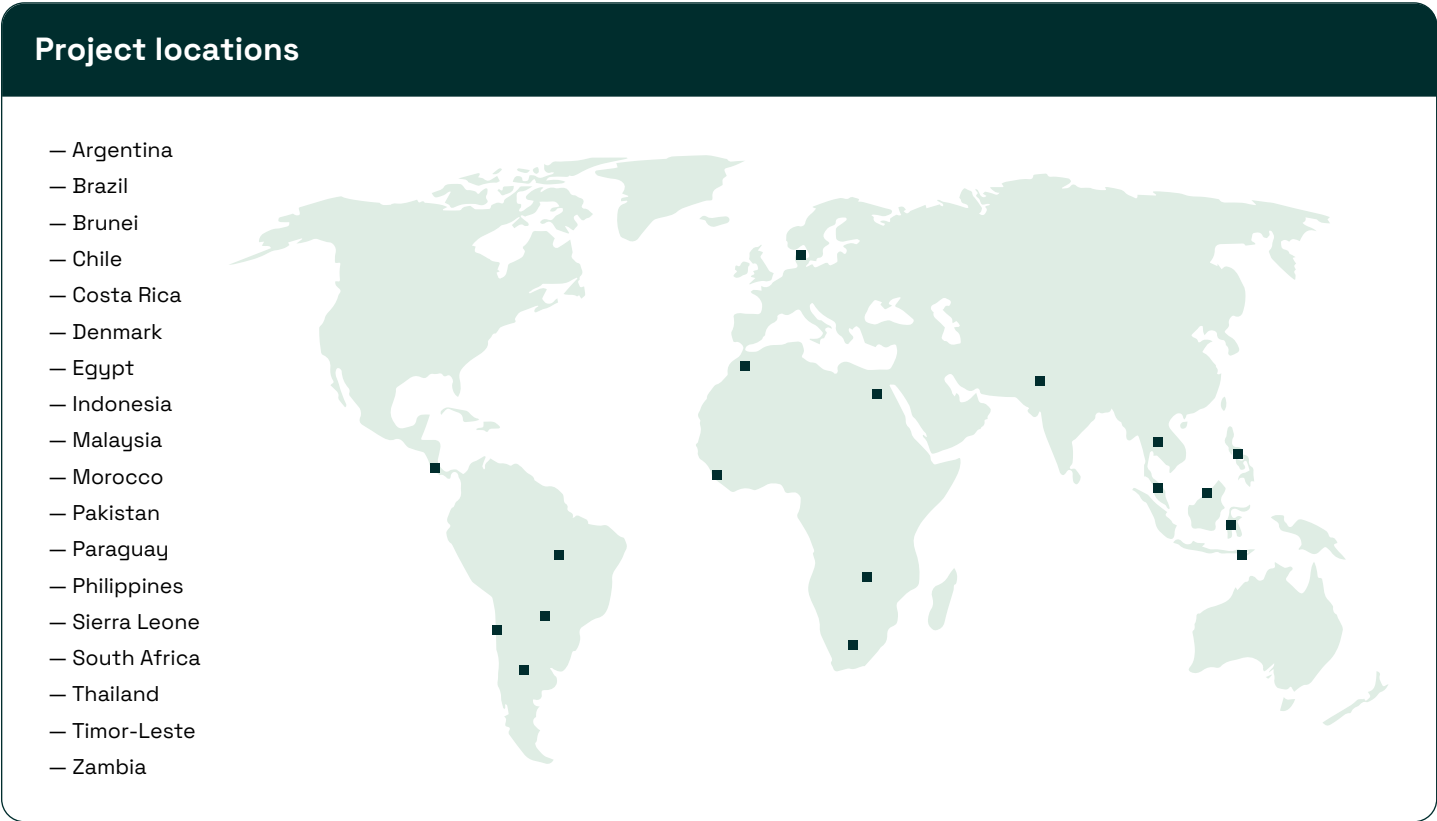 Project locations
— Argentina
— Brazil
— Brunei
— Chile
— Costa Rica
— Denmark
— Egypt
— Indonesia
— Malaysia
— Morocco
— Pakistan
— Paraguay
— Philippines
— Sierra Leone
— South Africa
— Thailand
— Timor-Leste
— Zambia